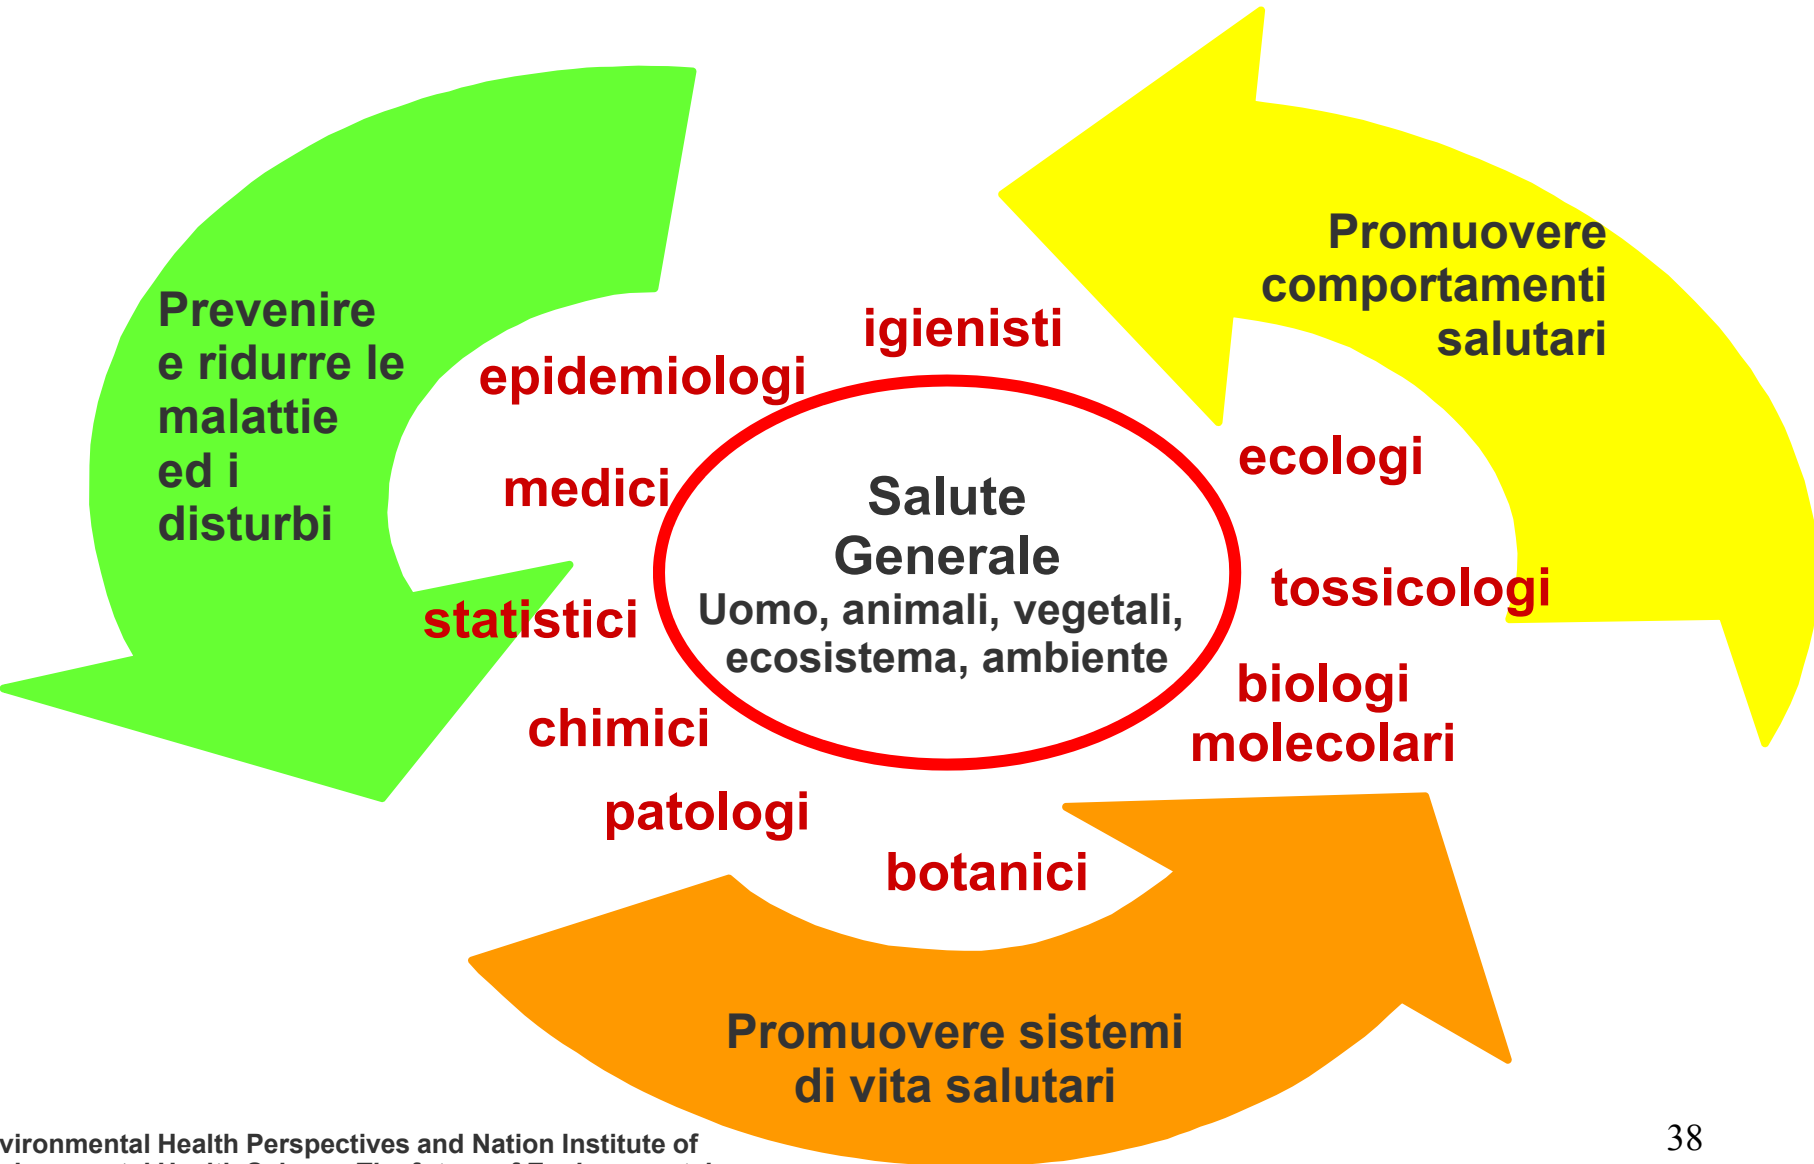 Prevenire
e ridurre le
malattie
ed i
disturbi
Promuovere
comportamenti
salutari
igienisti
epidemiologi
medici
statistici
chimici
patologi
botanici
ecologi
tossicologi
biologi
molecolari
Salute
Generale
Uomo, animali, vegetali,
ecosistema, ambiente
Promuovere sistemi
di vita salutari
vironmental Health Perspectives and Nation Institute of
38